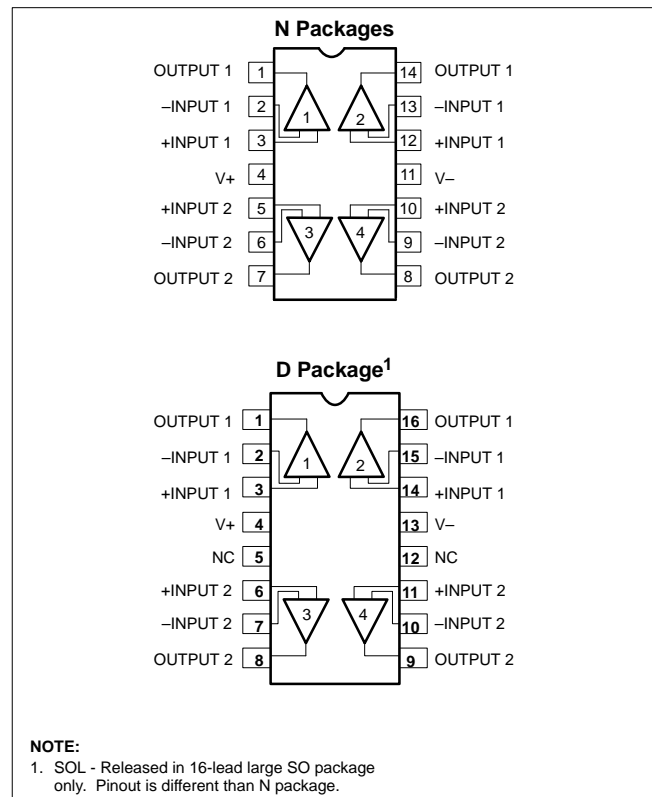 N Packages
OUTPUT 1 1 14 OUTPUT 1
–INPUT 1 2 13 –INPUT 1
1 2
+INPUT 1 3 12 +INPUT 1
V+ 4 11 V–
+INPUT 2 5 10 +INPUT 2
3 4
–INPUT 2 6 9 –INPUT 2
OUTPUT 2 7 8 OUTPUT 2
D Package1
OUTPUT 1 1 16 OUTPUT 1
–INPUT 1 2 15 –INPUT 1
1 2
+INPUT 1 3 14 +INPUT 1
V+ 4 13 V–
NC 5 12 NC
+INPUT 2 6 11 +INPUT 2
3 4
–INPUT 2 7 10 –INPUT 2
OUTPUT 2 8 9 OUTPUT 2
NOTE:
1. SOL - Released in 16-lead large SO package
only. Pinout is different than N package.